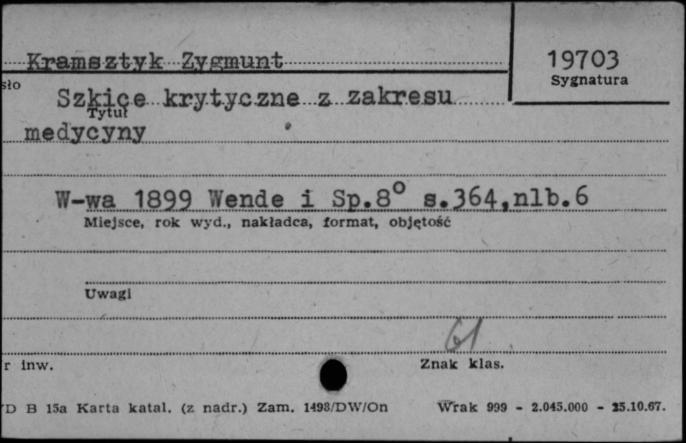 Kramsztyk Zygmunt
19703
Sygnatura
sło
Szkice krytyczne z zakresu
Tytuł
medycyny
W-wa 1899 Wende i Sp.8° s.364,nlb.6
Miejsce, rok wyd., nakładca, format, objętość
Uwagi
61
r inw.
Znak klas.
D B 15a Karta katal. (z nadr.) Zam. 1498/DW/On
Wrak 999 - 2.045.000 - 25.10.67.